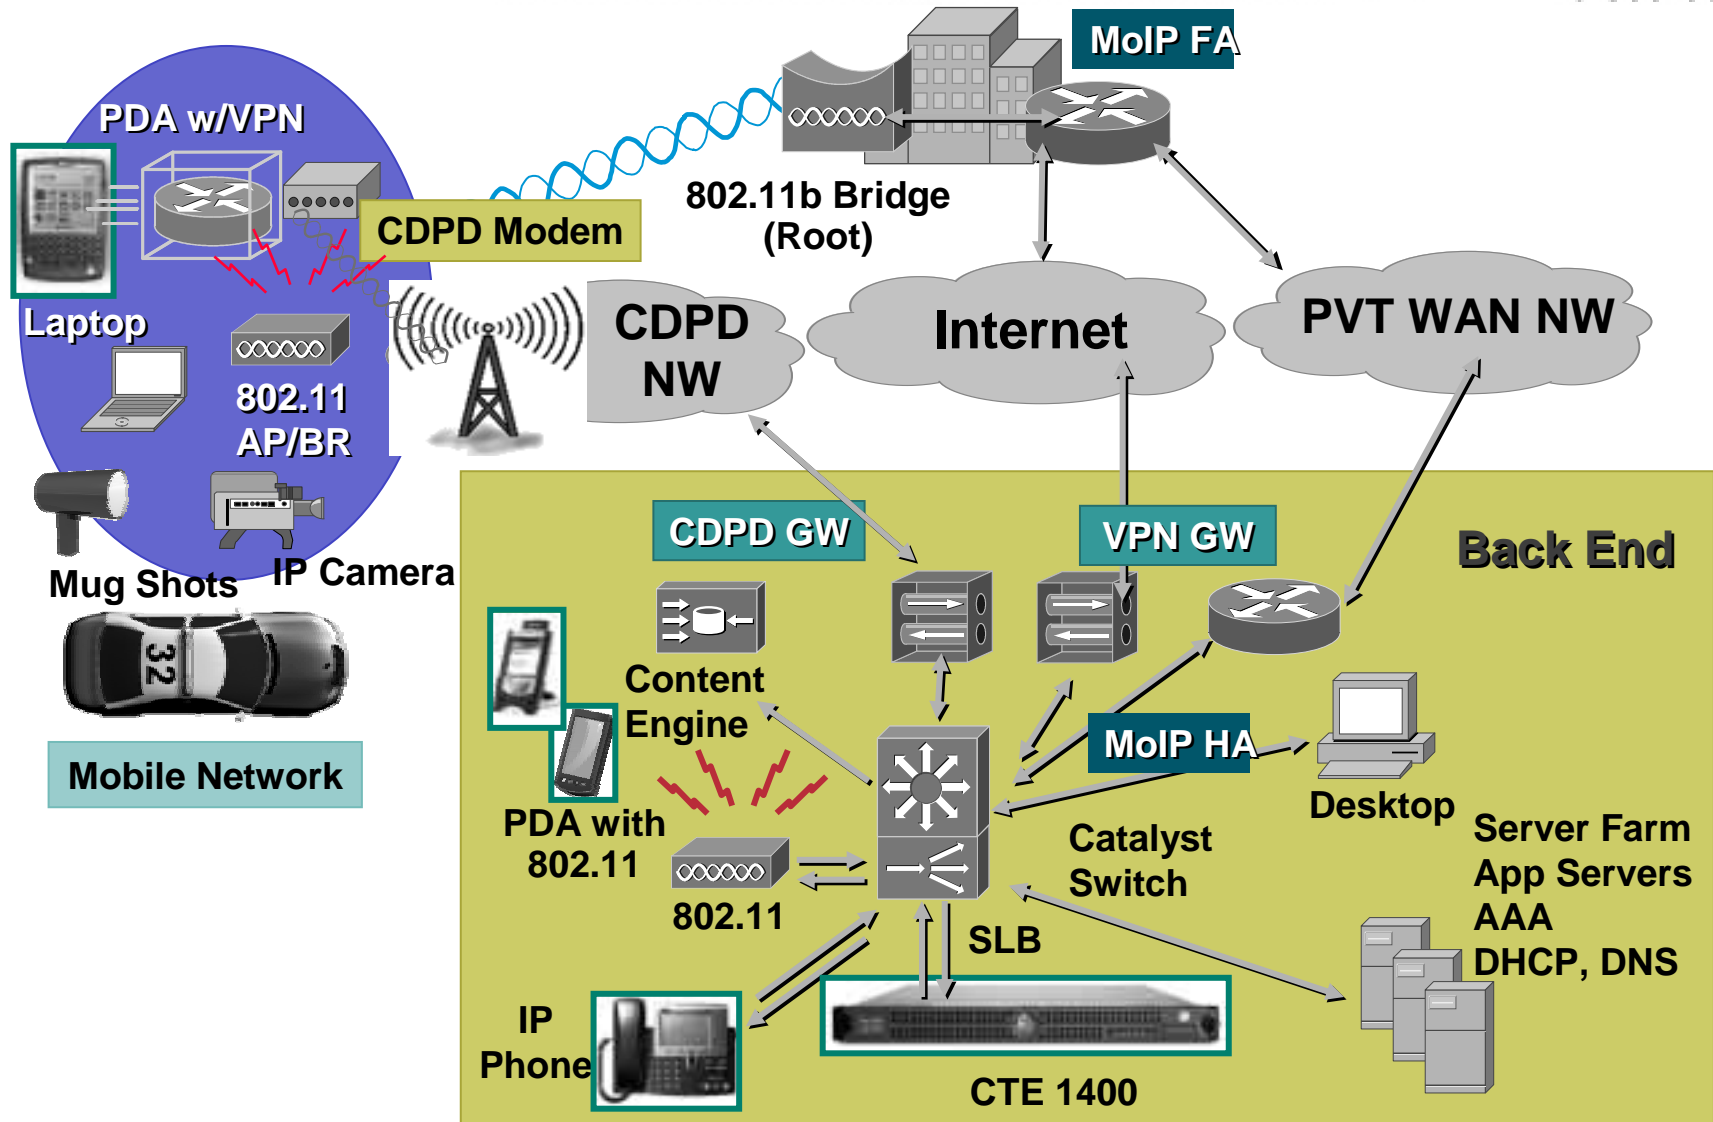 MoIP FA
PDA w/VPN
802.11b Bridge
(Root)
CDPD Modem
Laptop
802.11
AP/BR
CDPD
NW
Internet
PVT WAN NW
Mug Shots
IP Camera
32
Mobile Network
CDPD GW
VPN GW
Back End
Content
Engine
MoIP HA
Desktop
PDA with
802.11
802.11
Catalyst
Switch
SLB
Server Farm
App Servers
AAA
DHCP, DNS
IP
Phone
CTE 1400